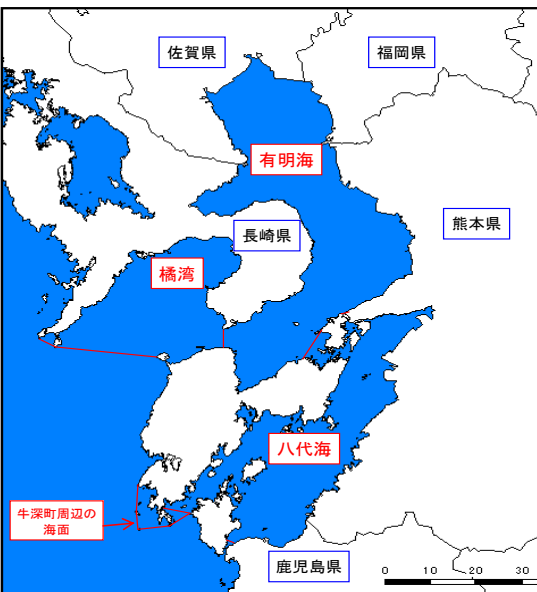 佐賀県
福岡県
有明海
長崎県
熊本県
橘湾
八代海
牛深町周辺の
海面
鹿児島県
0 10 20 30